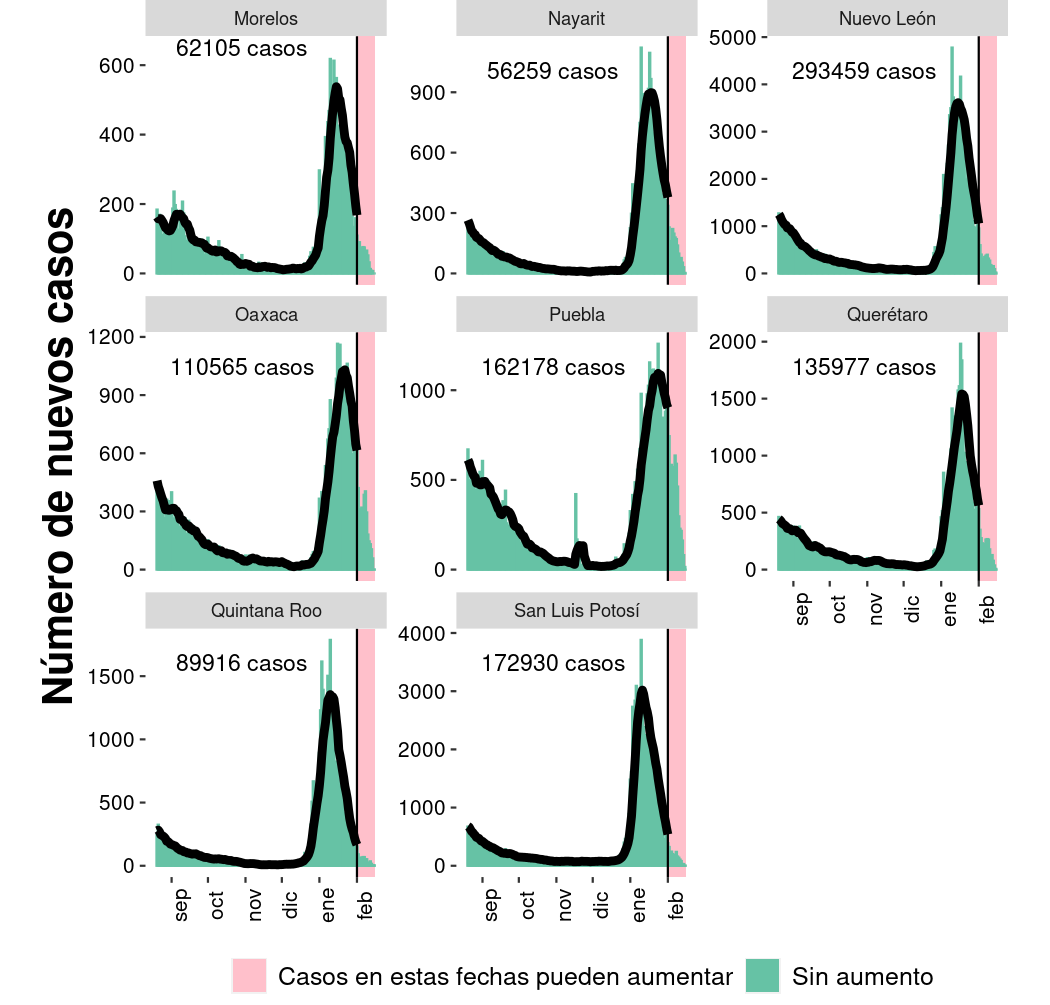 Número de nuevos casos
Morelos
62105 casos
600
400
200
0
Nayarit
56259 casos
900
600
300
0
Nuevo León
293459 casos
5000
4000
3000
2000
1000
0
Oaxaca
110565 casos
1200
900
600
300
0
Puebla
162178 casos
1000
500
0
Querétaro
135977 casos
2000
1500
1000
500
0
sep oct nov dic ene feb
Quintana Roo
89916 casos
1500
1000
500
0
sep oct nov dic ene feb
San Luis Potosí
172930 casos
4000
3000
2000
1000
0
sep oct nov dic ene feb
Casos en estas fechas pueden aumentar
Sin aumento